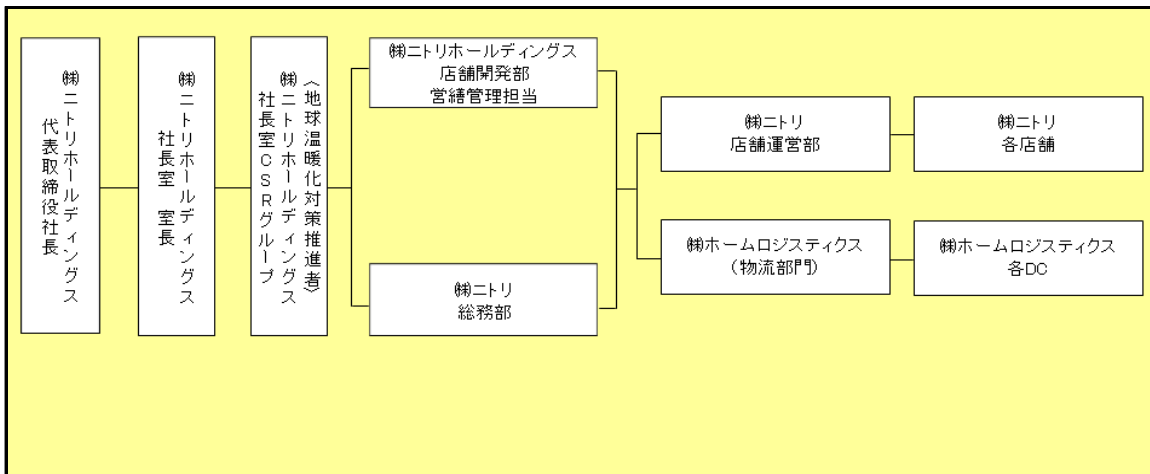 ㈱ニトリホールディングス
代表取締役社長
㈱ニトリホールディングス
社長室 室長
〈地球温暖化対策推進者〉
㈱ニトリホールディングス
社長室CSRグループ
㈱ニトリホールディングス
店舗開発部
営繕管理担当
㈱ニトリ
総務部
㈱ニトリ
店舗運営部
㈱ニトリ
各店舗
㈱ホームロジスティクス
(物流部門)
㈱ホームロジスティクス
各DC